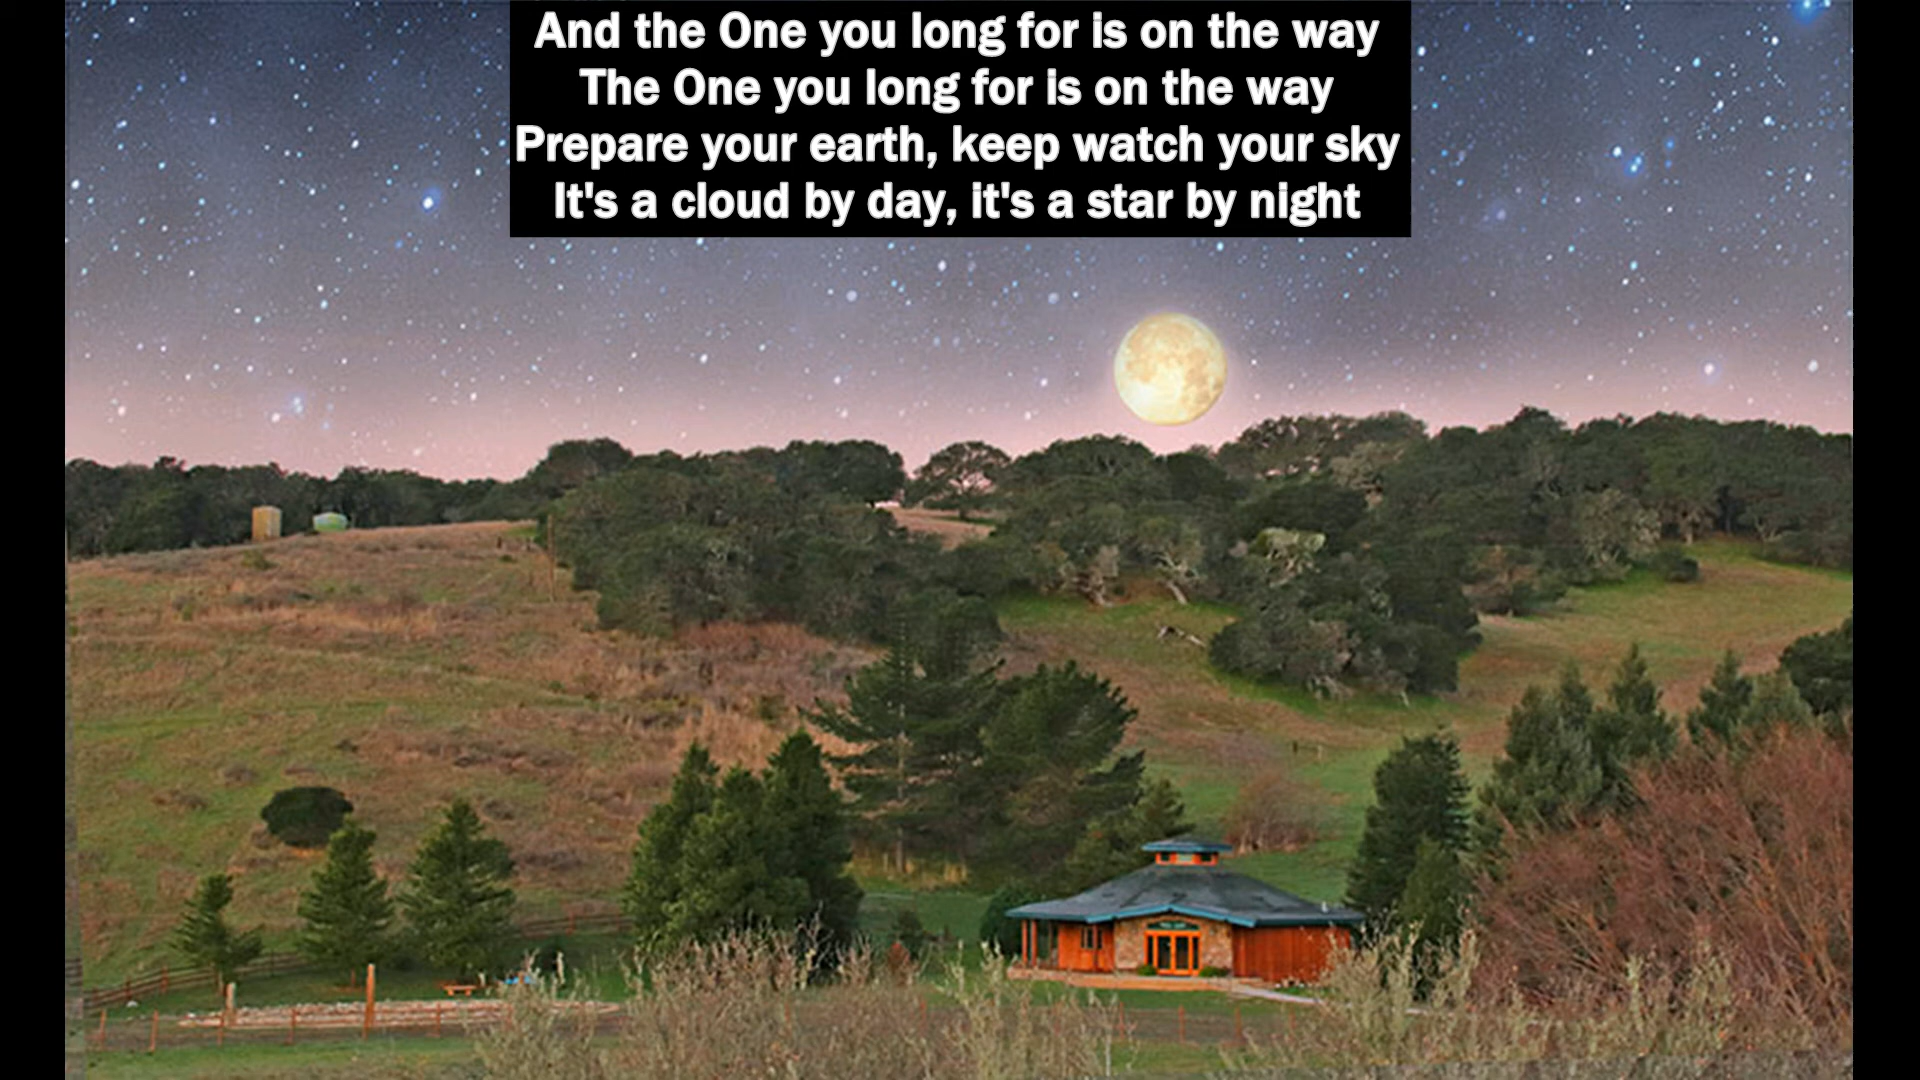 And the One you long for is on the way
The One you long for is on the way
Prepare your earth, keep watch your sky
It's a cloud by day, it's a star by night